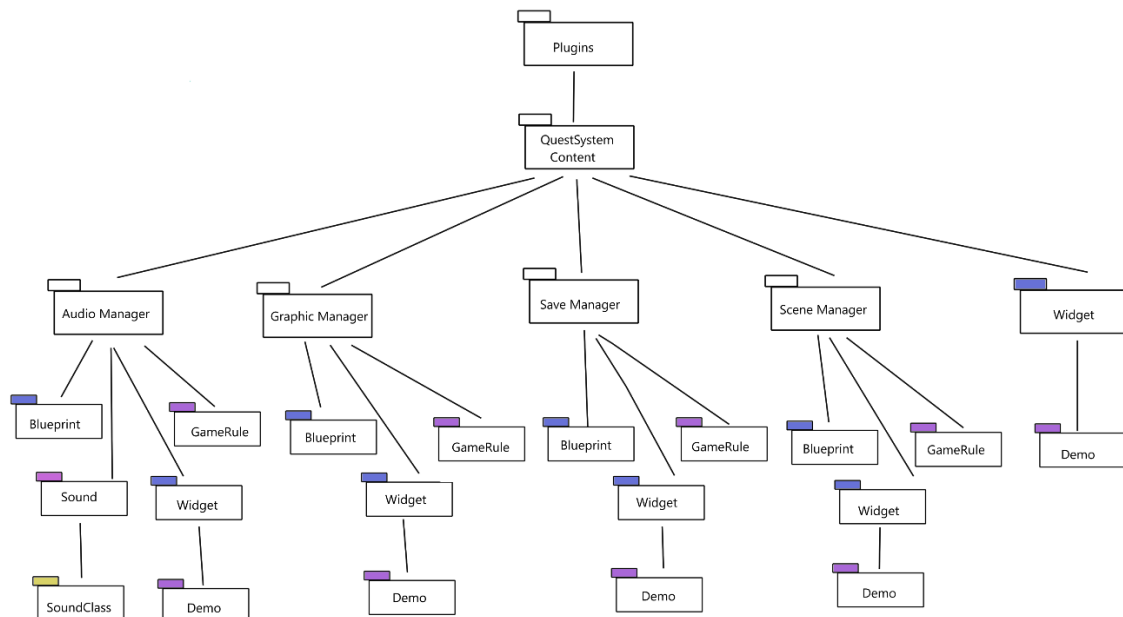 Plugins
QuestSystem
Content
Audio Manager
Graphic Manager
Save Manager
Scene Manager
Widget
Blueprint
GameRule
Blueprint
GameRule
Blueprint
GameRule
Blueprint
GameRule
Demo
Sound
Widget
Widget
Widget
Widget
SoundClass
Demo
Demo
Demo
Demo